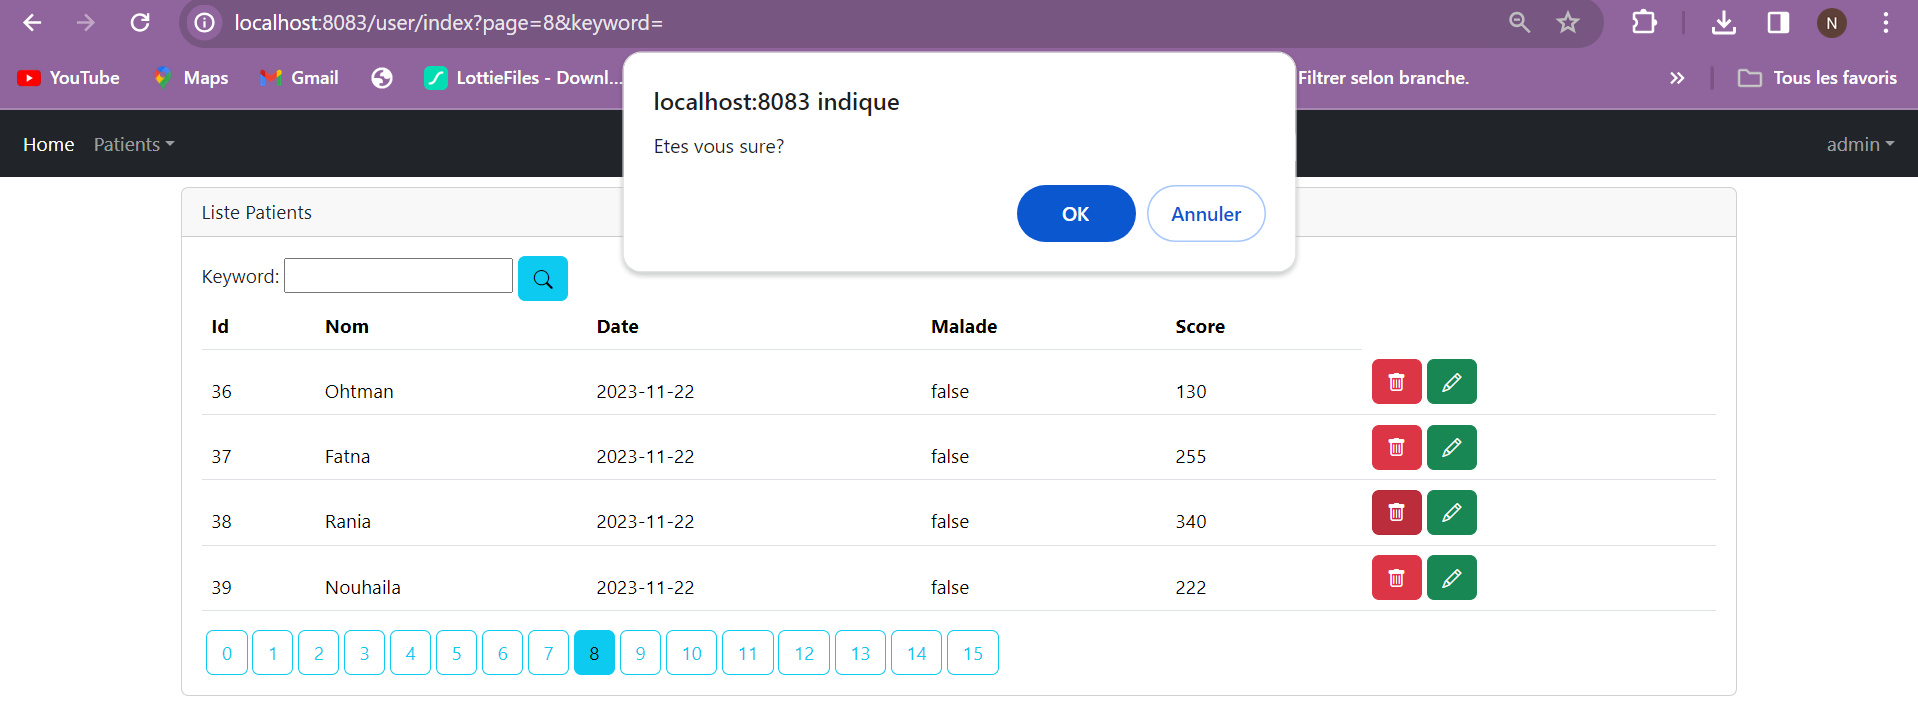 localhost:8083/user/index?page=8&keyword=
N
YouTube Maps Gmail LottieFiles - Downl... Filtrer selon branche. Tous les favoris
localhost:8083 indique
Etes vous sure?
OK Annuler
Home Patients admin
Liste Patients
Keyword:
Id Nom Date Malade Score
36 Ohtman 2023-11-22 false 130
37 Fatna 2023-11-22 false 255
38 Rania 2023-11-22 false 340
39 Nouhaila 2023-11-22 false 222
0 1 2 3 4 5 6 7 8 9 10 11 12 13 14 15